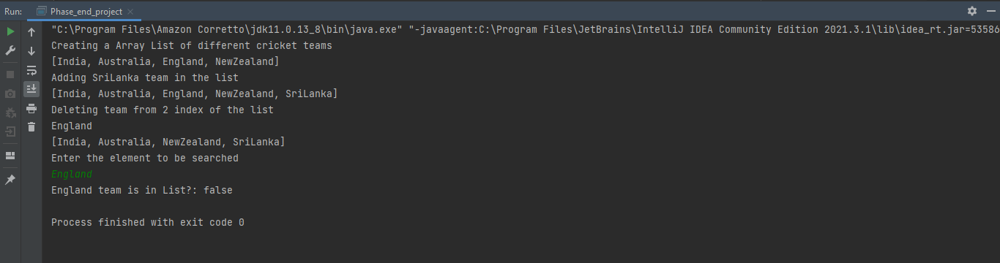 Run: Phase_end_project
"C:\Program Files\Amazon Corretto\jdk11.0.13_8\bin\java.exe" "-javaagent:C:\Program Files\JetBrains\IntelliJ IDEA Community Edition 2021.3.1\lib\idea_rt.jar=53586
Creating a Array List of different cricket teams
[India, Australia, England, NewZealand]
Adding SriLanka team in the list
[India, Australia, England, NewZealand, SriLanka]
Deleting team from 2 index of the list
England
[India, Australia, NewZealand, SriLanka]
Enter the element to be searched
England
England team is in List?: false
Process finished with exit code 0